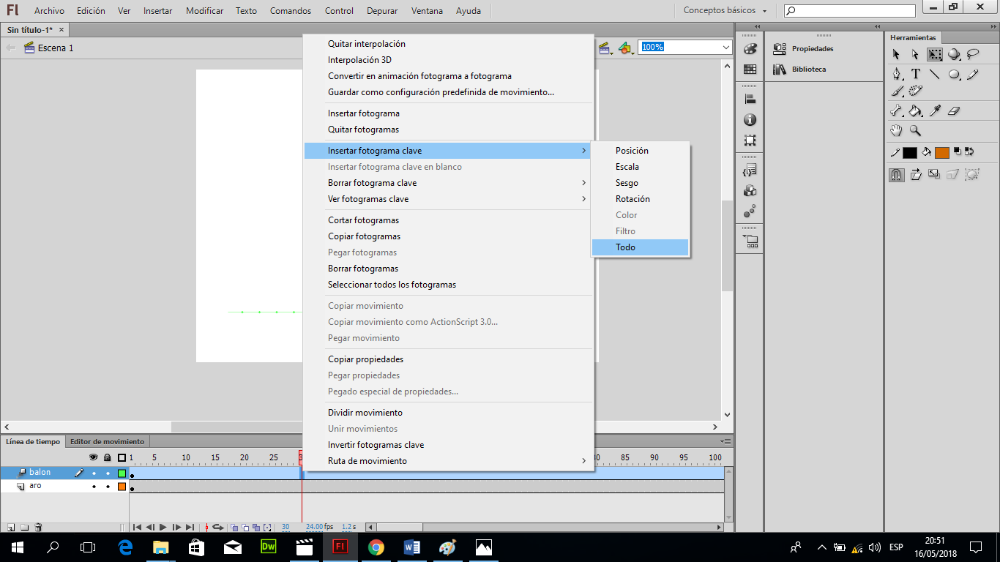 Fl Archivo Edición Ver Insertar Modificar Texto Comandos Control Depurar Ventana Ayuda Conceptos básicos
Sin título-1* ×
Escena 1 100%
Herramientas
Propiedades
Biblioteca
Quitar interpolación
Interpolación 3D
Convertir en animación fotograma a fotograma
Guardar como configuración predefinida de movimiento...
Insertar fotograma
Quitar fotogramas
Insertar fotograma clave
Insertar fotograma clave en blanco
Borrar fotograma clave
Ver fotogramas clave
Cortar fotogramas
Copiar fotogramas
Pegar fotogramas
Borrar fotogramas
Seleccionar todos los fotogramas
Copiar movimiento
Copiar movimiento como ActionScript 3.0...
Pegar movimiento
Copiar propiedades
Pegar propiedades
Pegado especial de propiedades...
Dividir movimiento
Unir movimientos
Invertir fotogramas clave
Ruta de movimiento
Posición
Escala
Sesgo
Rotación
Color
Filtro
Todo
Línea de tiempo Editor de movimiento
1 5 10 15 20 25 80 85 90 95 100
balon
aro
30 24.00 fps 1.2 s
Dw Fl ESP
20:51
16/05/2018